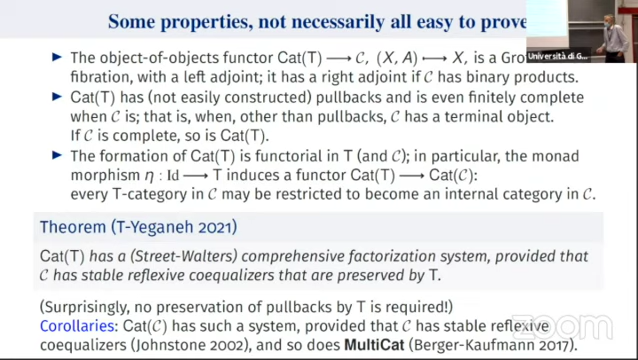 Some properties, not necessarily all easy to prove
Università di G...
▶ The object-of-objects functor Cat(T) ⟶ 𝒞, (X, A) ⟼ X, is a Gro
fibration, with a left adjoint; it has a right adjoint if 𝒞 has binary products.
▶ Cat(T) has (not easily constructed) pullbacks and is even finitely complete
when 𝒞 is; that is, when, other than pullbacks, 𝒞 has a terminal object.
If 𝒞 is complete, so is Cat(T).
▶ The formation of Cat(T) is functorial in T (and 𝒞); in particular, the monad
morphism η : Id ⟶ T induces a functor Cat(T) ⟶ Cat(𝒞):
every T-category in 𝒞 may be restricted to become an internal category in 𝒞.
Theorem (T-Yeganeh 2021)
Cat(T) has a (Street-Walters) comprehensive factorization system, provided that
𝒞 has stable reflexive coequalizers that are preserved by T.
(Surprisingly, no preservation of pullbacks by T is required!)
Corollaries: Cat(𝒞) has such a system, provided that 𝒞 has stable reflexive
coequalizers (Johnstone 2002), and so does MultiCat (Berger-Kaufmann 2017).
zoom